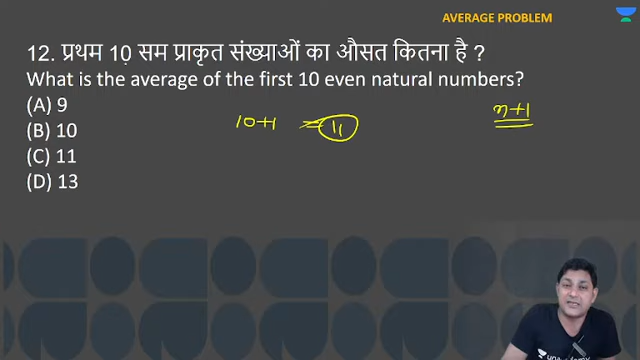 AVERAGE PROBLEM
12. प्रथम 10 सम प्राकृत संख्याओं का औसत कितना है ?
What is the average of the first 10 even natural numbers?
(A) 9
(B) 10
(C) 11
(D) 13
10+1 = 11
n+1